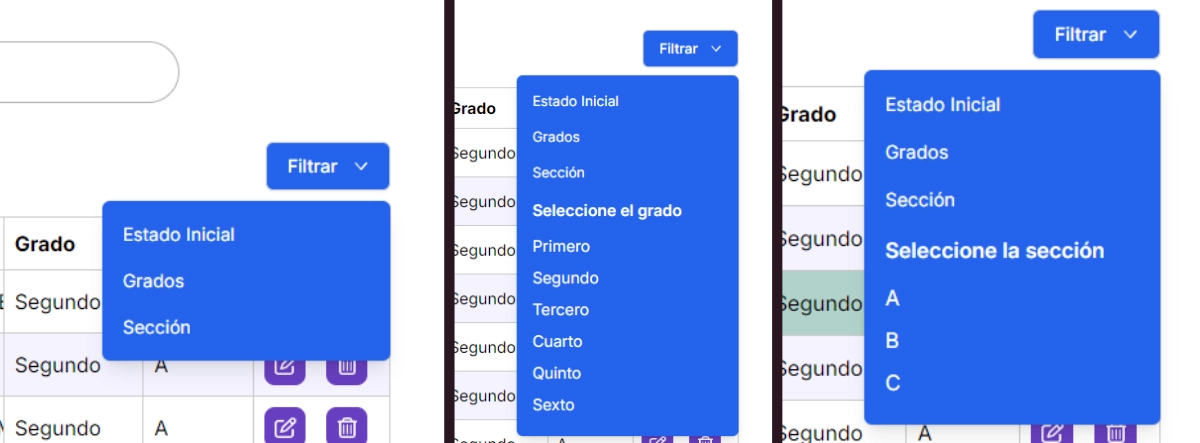 Filtrar
Estado Inicial
Grados
Sección
Grado
Segundo
Segundo A
Segundo A
Filtrar
Estado Inicial
Grados
Sección
Seleccione el grado
Primero
Segundo
Tercero
Cuarto
Quinto
Sexto
Grado
Segundo
Segundo
Segundo
Segundo
Segundo
Segundo
Filtrar
Estado Inicial
Grados
Sección
Seleccione la sección
A
B
C
Grado
Segundo
Segundo
Segundo
Segundo
Segundo A